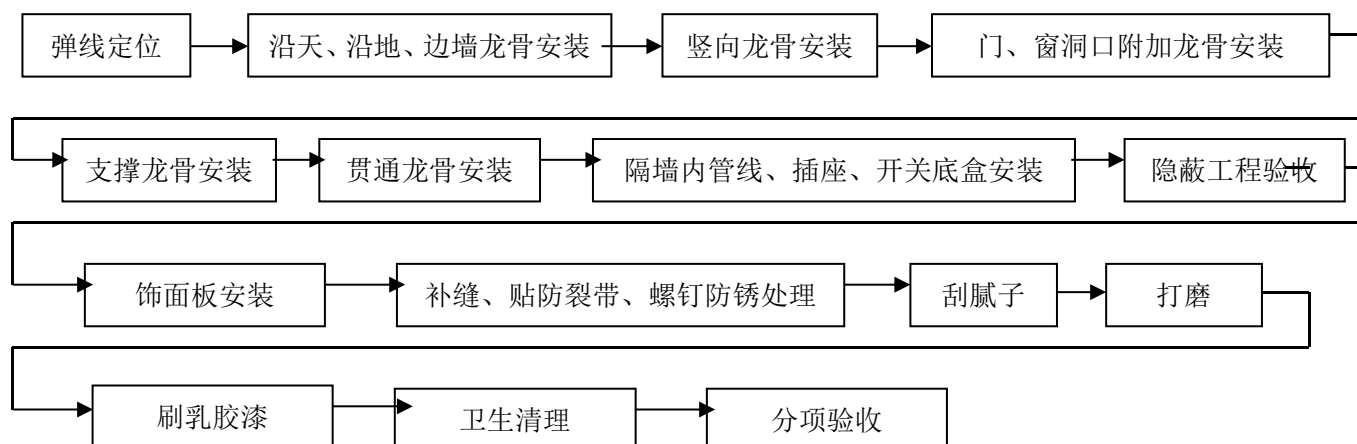 弹线定位 沿天、沿地、边墙龙骨安装 竖向龙骨安装 门、窗洞口附加龙骨安装
支撑龙骨安装 贯通龙骨安装 隔墙内管线、插座、开关底盒安装 隐蔽工程验收
饰面板安装 补缝、贴防裂带、螺钉防锈处理 刮腻子 打磨
刷乳胶漆 卫生清理 分项验收